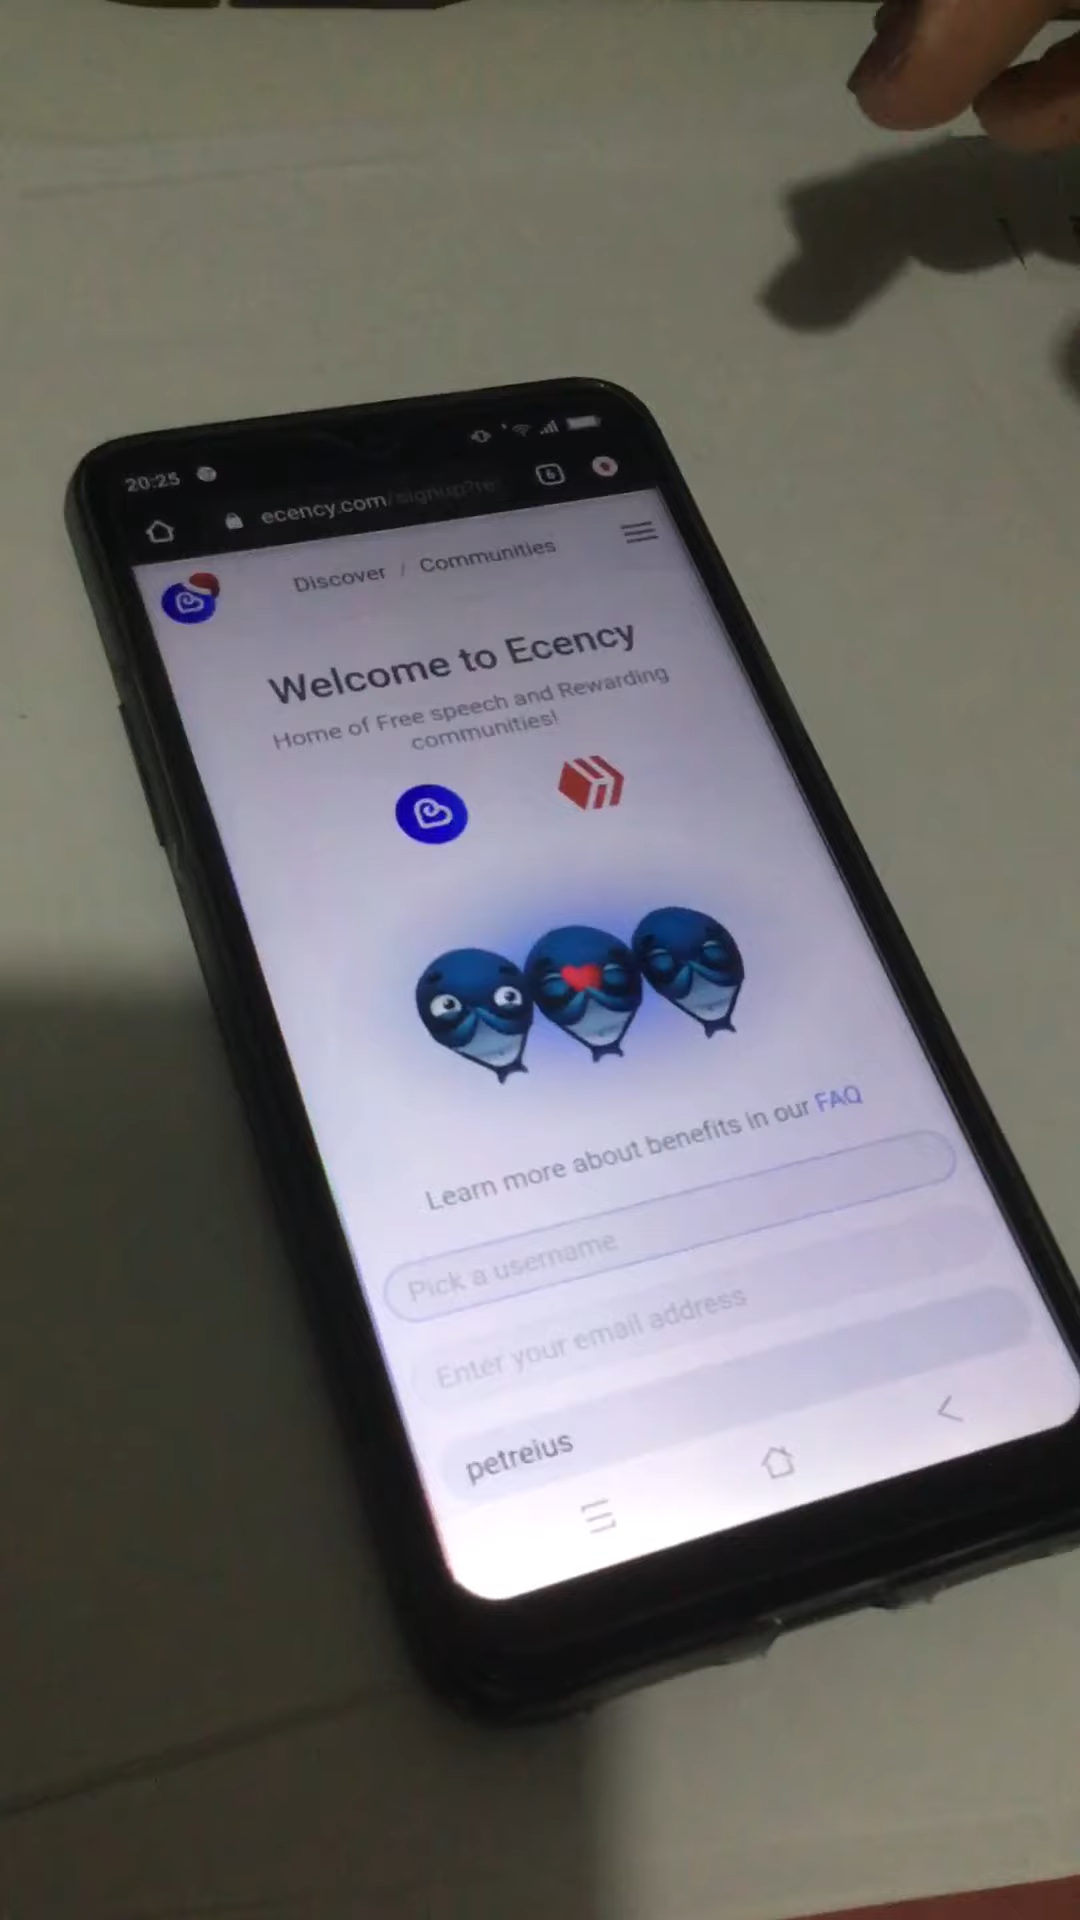 20:25
ecency.com/signup?re
6
Discover / Communities
Welcome to Ecency
Home of Free speech and Rewarding
communities!
Learn more about benefits in our FAQ
Pick a username
Enter your email address
petreius